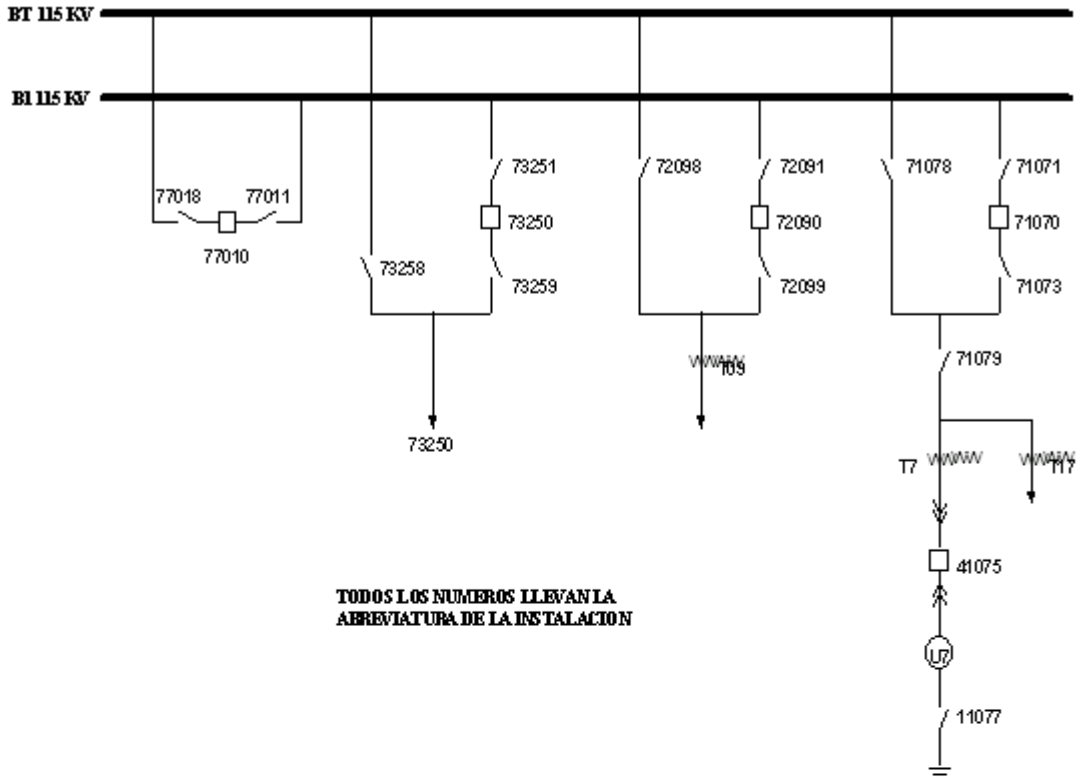 BT 115 KV
B1 115 KV
73251
72098
72091
71078
71071
77018
77011
73250
72090
71070
77010
73258
73259
72099
71073
T09
71079
73250
T7
T17
41075
TODOS LOS NUMEROS LLEVAN LA
ABREVIATURA DE LA INSTALACION
U7
11077